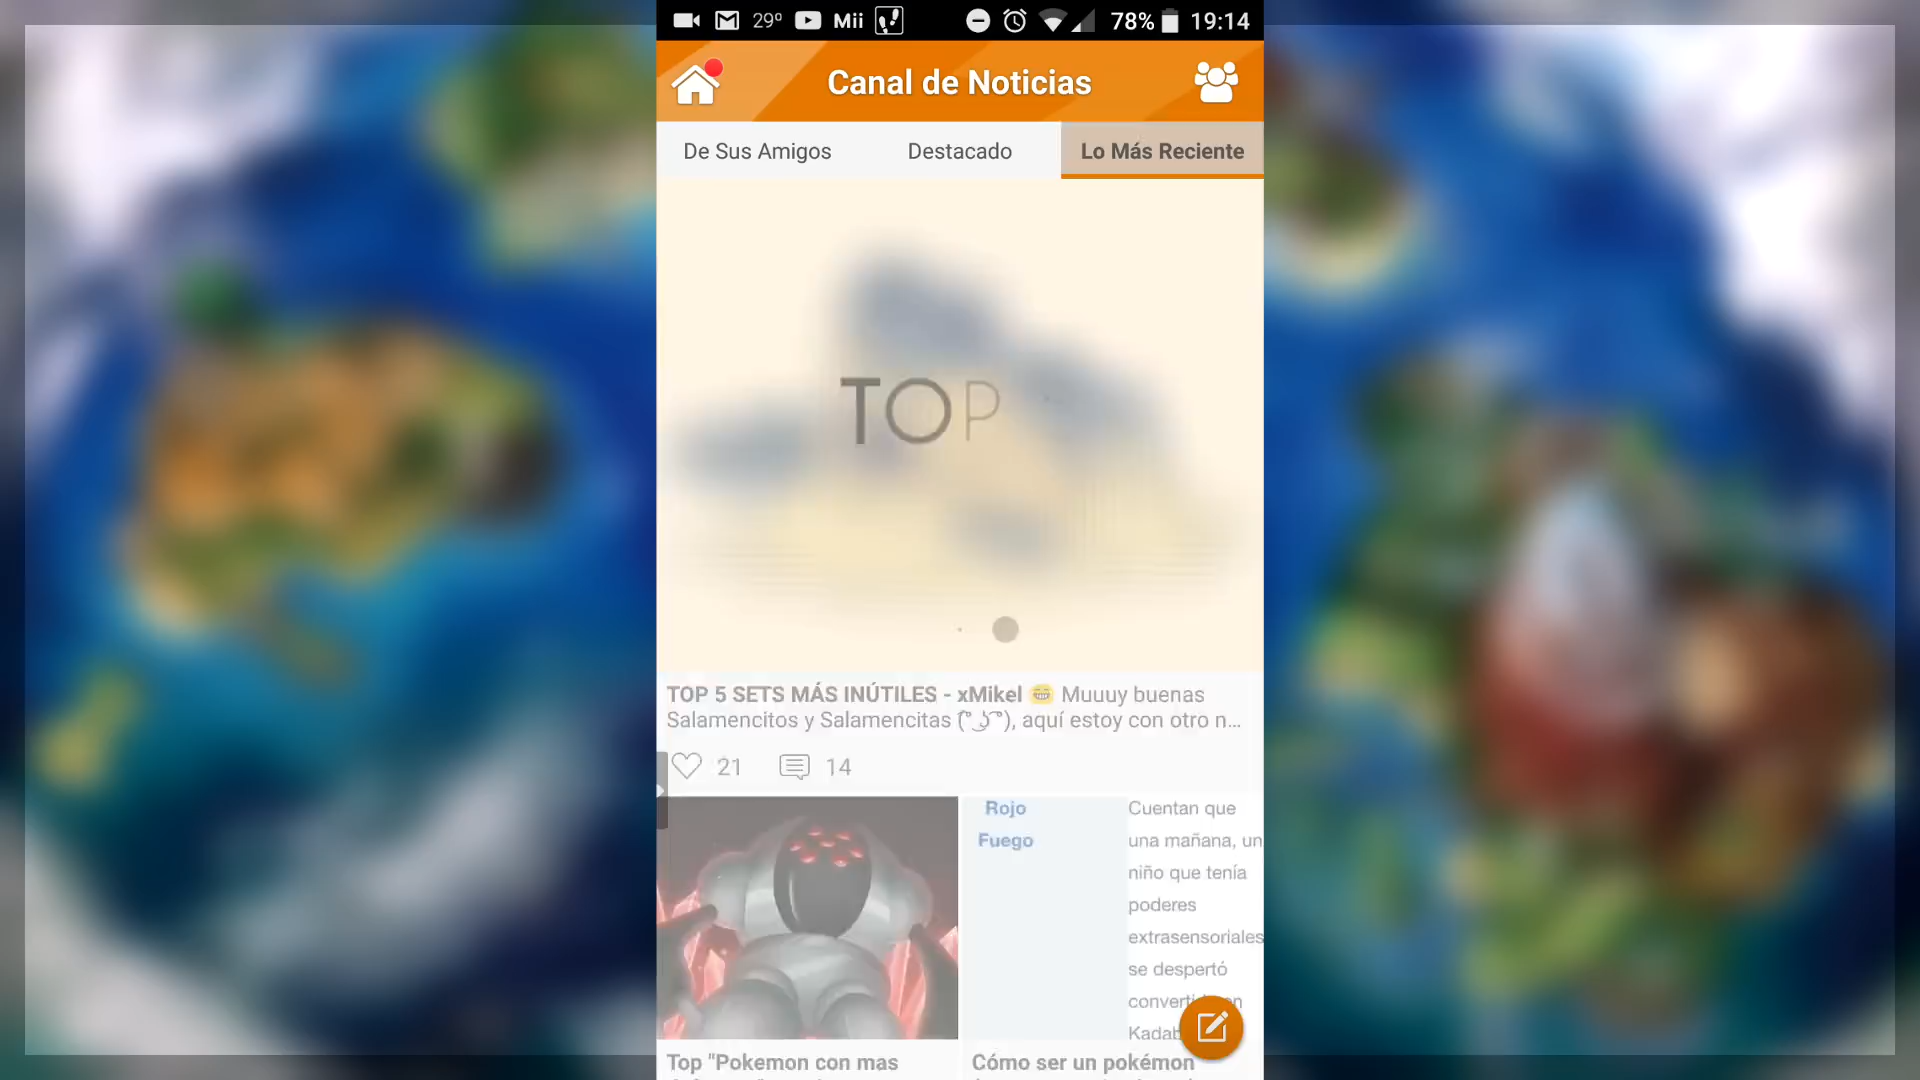 29° Mii 78% 19:14
Canal de Noticias
De Sus Amigos Destacado Lo Más Reciente
TOP
TOP 5 SETS MÁS INÚTILES - xMikel 😁 Muuuy buenas
Salamencitos y Salamencitas ( ͡° ͜ʖ ͡°), aquí estoy con otro n...
21 14
Rojo
Fuego
Cuentan que
una mañana, un
niño que tenía
poderes
extrasensoriales
se despertó
Top "Pokemon con mas
Cómo ser un pokémon